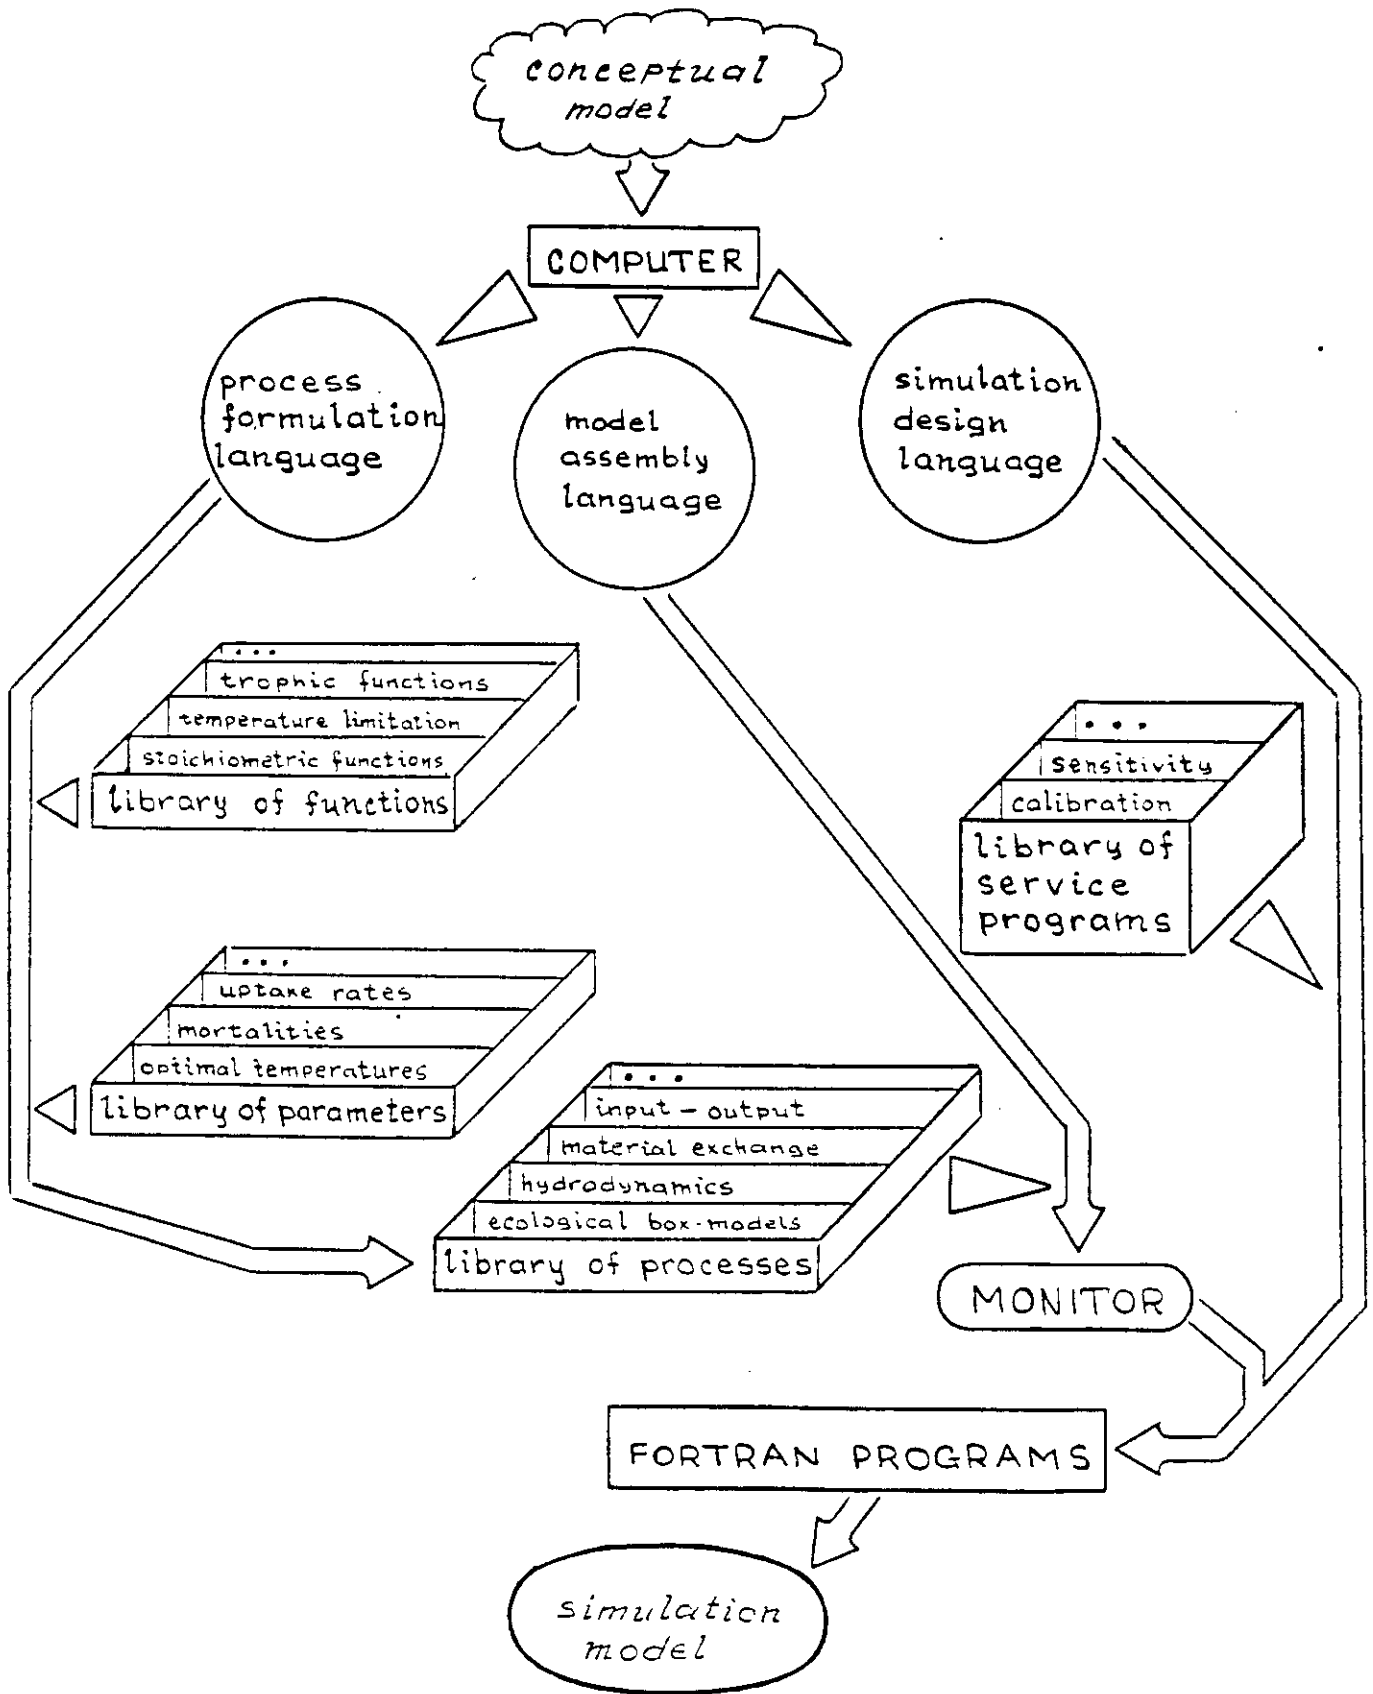 conceptual
model
COMPUTER
process
formulation
language
model
assembly
language
simulation
design
language
...
trophic functions
temperature limitation
stoichiometric functions
library of functions
...
sensitivity
calibration
library of
service
programs
...
uptake rates
mortalities
optimal temperatures
library of parameters
...
input - output
material exchange
hydrodynamics
ecological box-models
library of processes
MONITOR
FORTRAN PROGRAMS
simulation
model